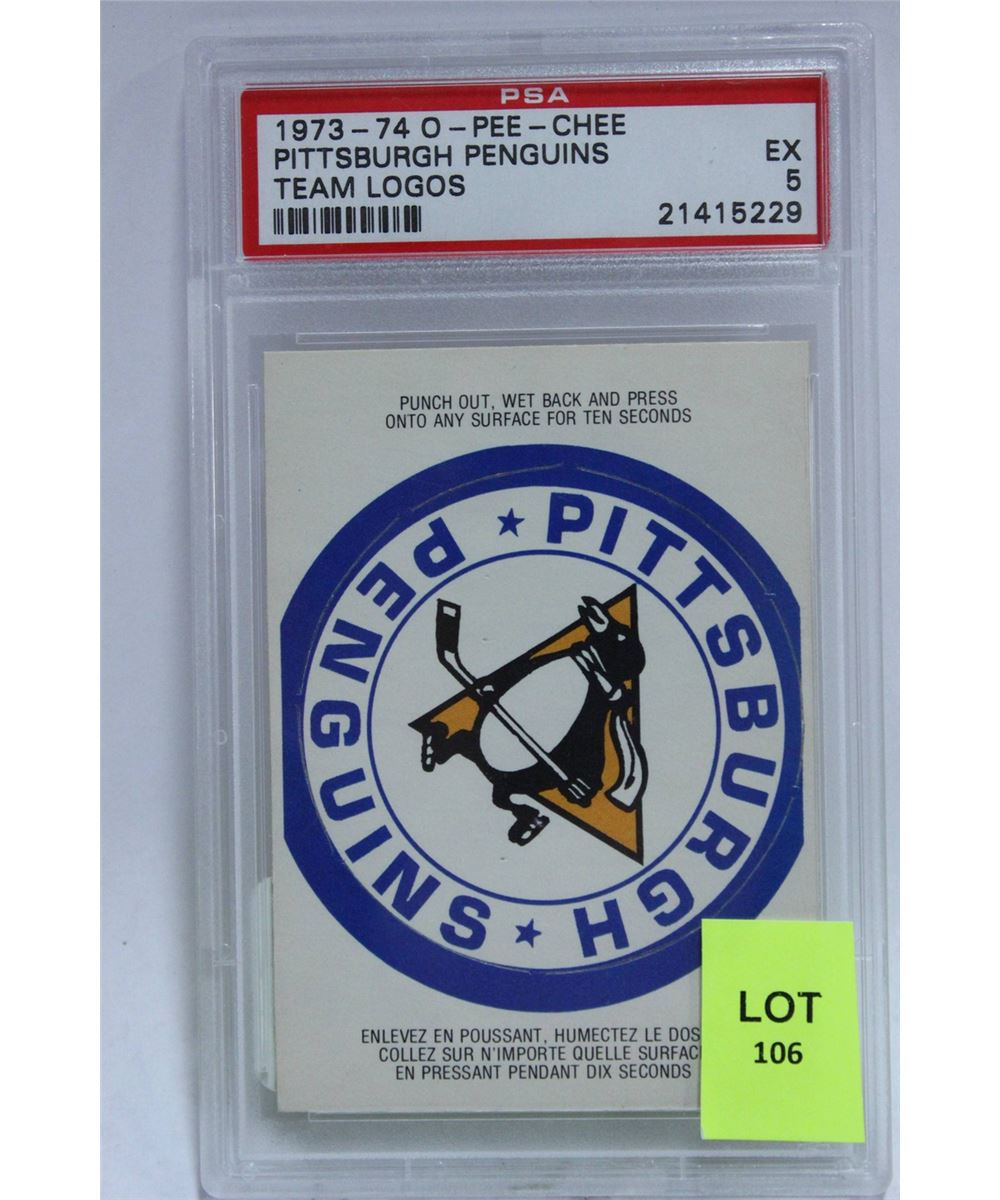 PSA
1973-74 O-PEE-CHEE
PITTSBURGH PENGUINS
TEAM LOGOS
EX
5
21415229
PUNCH OUT, WET BACK AND PRESS
ONTO ANY SURFACE FOR TEN SECONDS
PITTSBURGH
PENGUINS
ENLEVEZ EN POUSSANT, HUMECTEZ LE DOS
COLLEZ SUR N'IMPORTE QUELLE SURFAC
EN PRESSANT PENDANT DIX SECONDS
LOT
106